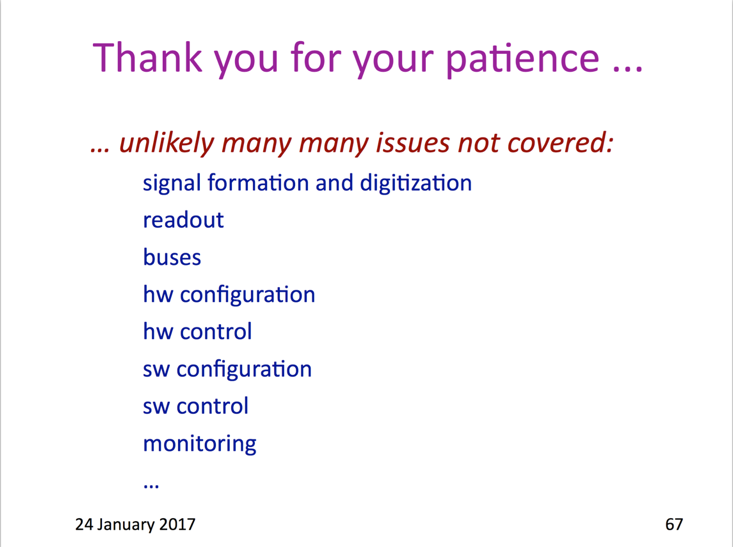 Thank you for your patience ...
... unlikely many many issues not covered:
signal formation and digitization
readout
buses
hw configuration
hw control
sw configuration
sw control
monitoring
...
24 January 2017
67